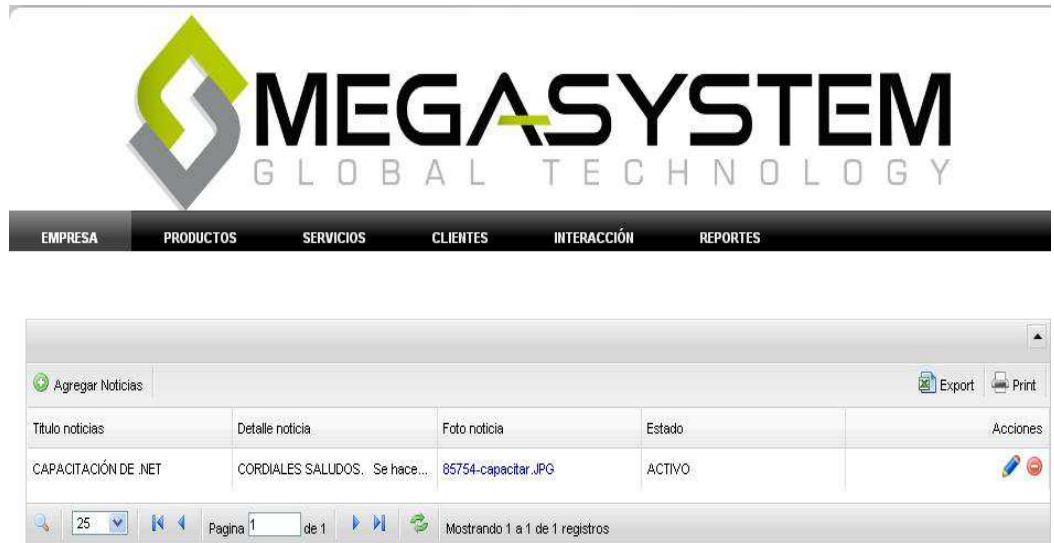 MEGASYSTEM
GLOBAL TECHNOLOGY
EMPRESA PRODUCTOS SERVICIOS CLIENTES INTERACCIÓN REPORTES
Agregar Noticias Export Print
Título noticias Detalle noticia Foto noticia Estado Acciones
CAPACITACIÓN DE .NET CORDIALES SALUDOS. Se hace... 85754-capacitar.JPG ACTIVO
25 Pagina 1 de 1 Mostrando 1 a 1 de 1 registros